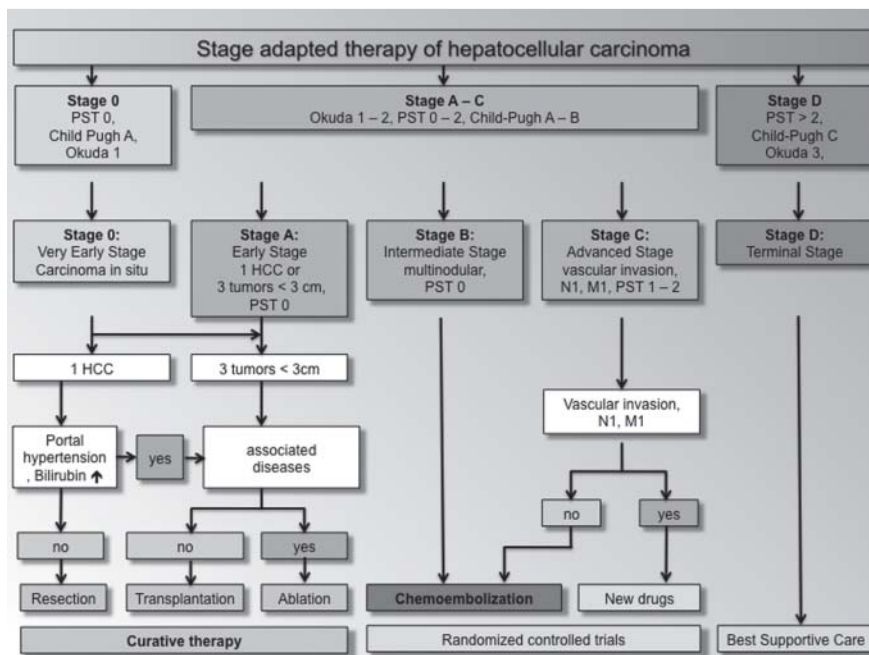 Stage adapted therapy of hepatocellular carcinoma
Stage 0
PST 0,
Child Pugh A,
Okuda 1
Stage A – C
Okuda 1 – 2, PST 0 – 2, Child-Pugh A – B
Stage D
PST > 2,
Child-Pugh C
Okuda 3,
Stage 0:
Very Early Stage
Carcinoma in situ
Stage A:
Early Stage
1 HCC or
3 tumors < 3 cm,
PST 0
Stage B:
Intermediate Stage
multinodular,
PST 0
Stage C:
Advanced Stage
vascular invasion,
N1, M1, PST 1 – 2
Stage D:
Terminal Stage
1 HCC
3 tumors < 3cm
Vascular invasion,
N1, M1
Portal
hypertension
, Bilirubin ↑
yes
associated
diseases
no
yes
no
no
yes
Resection
Transplantation
Ablation
Chemoembolization
New drugs
Curative therapy
Randomized controlled trials
Best Supportive Care